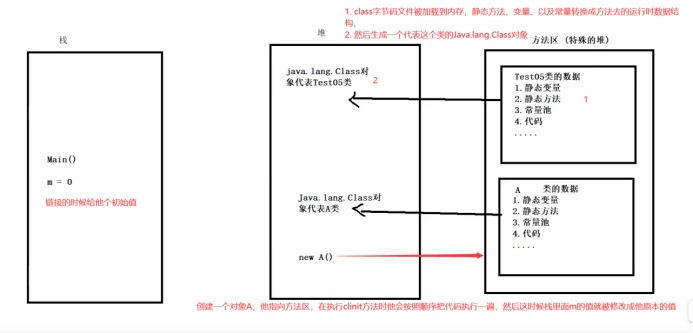 1. class字节码文件被加载到内存，静态方法、变量、以及常量转换成方法去的运行时数据结
构，
2. 然后生成一个代表这个类的Java.lang.Class对象
栈
堆
方法区 (特殊的堆)
java.lang.Class对
象代表Test05类
2
Test05类的数据
1. 静态变量
2. 静态方法
1
3. 常量池
4. 代码
.....
Main()
m = 0
链接的时候给他个初始值
Java.lang.Class对
象代表A类
A 类的数据
1. 静态变量
2. 静态方法
3. 常量池
4. 代码
.....
new A()
创建一个对象A，他指向方法区，在执行clinit方法时他会按照顺序把代码执行一遍，然后这时候栈里面m的值就被修改成他原本的值